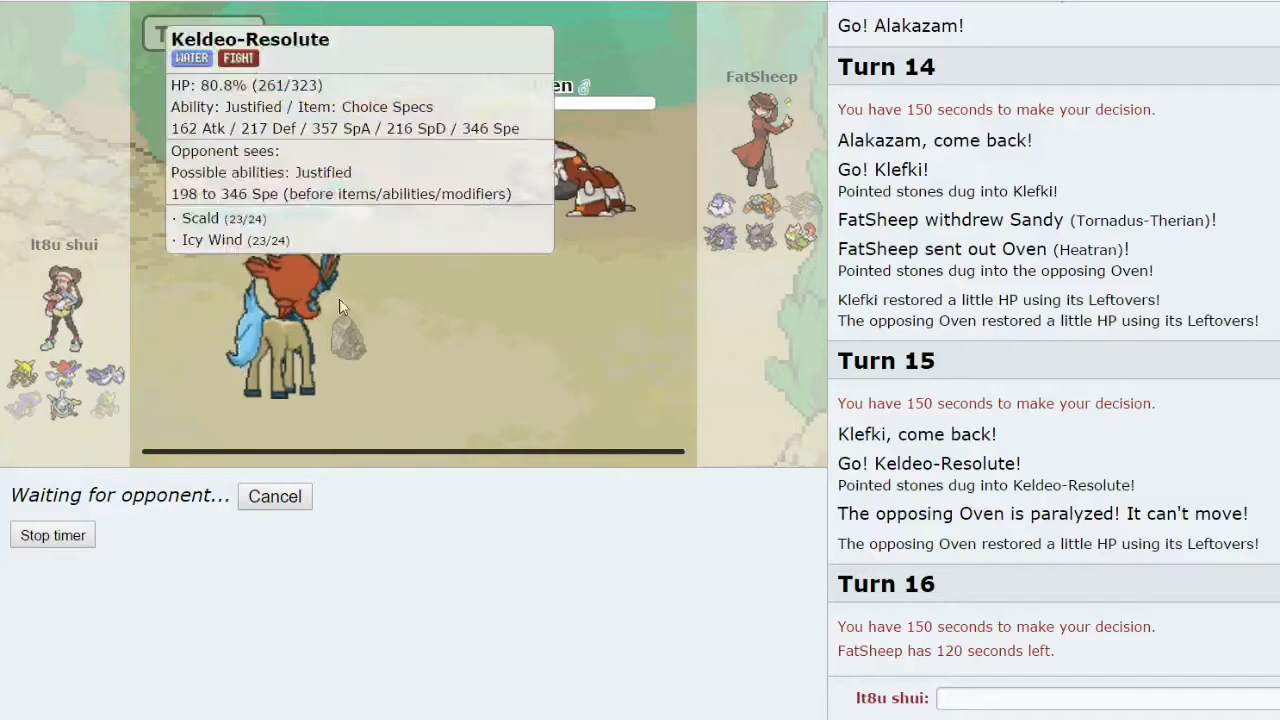 Keldeo-Resolute
WATER FIGHT
HP: 80.8% (261/323)
Ability: Justified / Item: Choice Specs
162 Atk / 217 Def / 357 SpA / 216 SpD / 346 Spe
Opponent sees:
Possible abilities: Justified
198 to 346 Spe (before items/abilities/modifiers)
· Scald (23/24)
· Icy Wind (23/24)
FatSheep
lt8u shui
Waiting for opponent... Cancel
Stop timer
Go! Alakazam!
Turn 14
You have 150 seconds to make your decision.
Alakazam, come back!
Go! Klefki!
Pointed stones dug into Klefki!
FatSheep withdrew Sandy (Tornadus-Therian)!
FatSheep sent out Oven (Heatran)!
Pointed stones dug into the opposing Oven!
Klefki restored a little HP using its Leftovers!
The opposing Oven restored a little HP using its Leftovers!
Turn 15
You have 150 seconds to make your decision.
Klefki, come back!
Go! Keldeo-Resolute!
Pointed stones dug into Keldeo-Resolute!
The opposing Oven is paralyzed! It can't move!
The opposing Oven restored a little HP using its Leftovers!
Turn 16
You have 150 seconds to make your decision.
FatSheep has 120 seconds left.
lt8u shui: